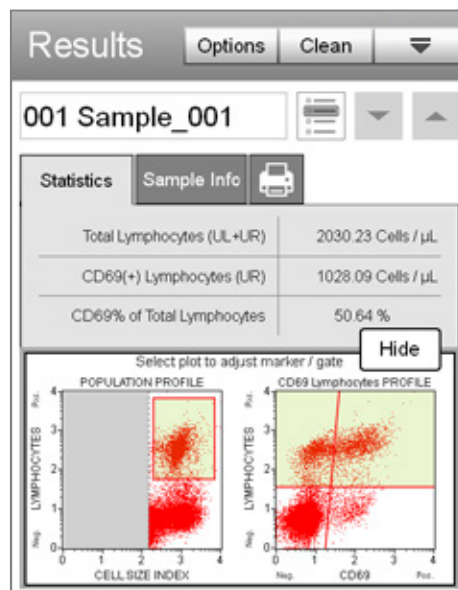 Results Options Clean
001 Sample_001
Statistics Sample Info
Total Lymphocytes (UL+UR) 2030.23 Cells / µL
CD69(+) Lymphocytes (UR) 1028.09 Cells / µL
CD69% of Total Lymphocytes 50.64 %
Hide
Select plot to adjust marker / gate
POPULATION PROFILE CD69 Lymphocytes PROFILE
4 Pos. 4 Pos.
3 3
LYMPHOCYTES LYMPHOCYTES
2 2
1 1
Neg. Neg.
0 0
0 1 2 3 4 0 1 2 3 4
CELL SIZE INDEX Neg. CD69 Pos.